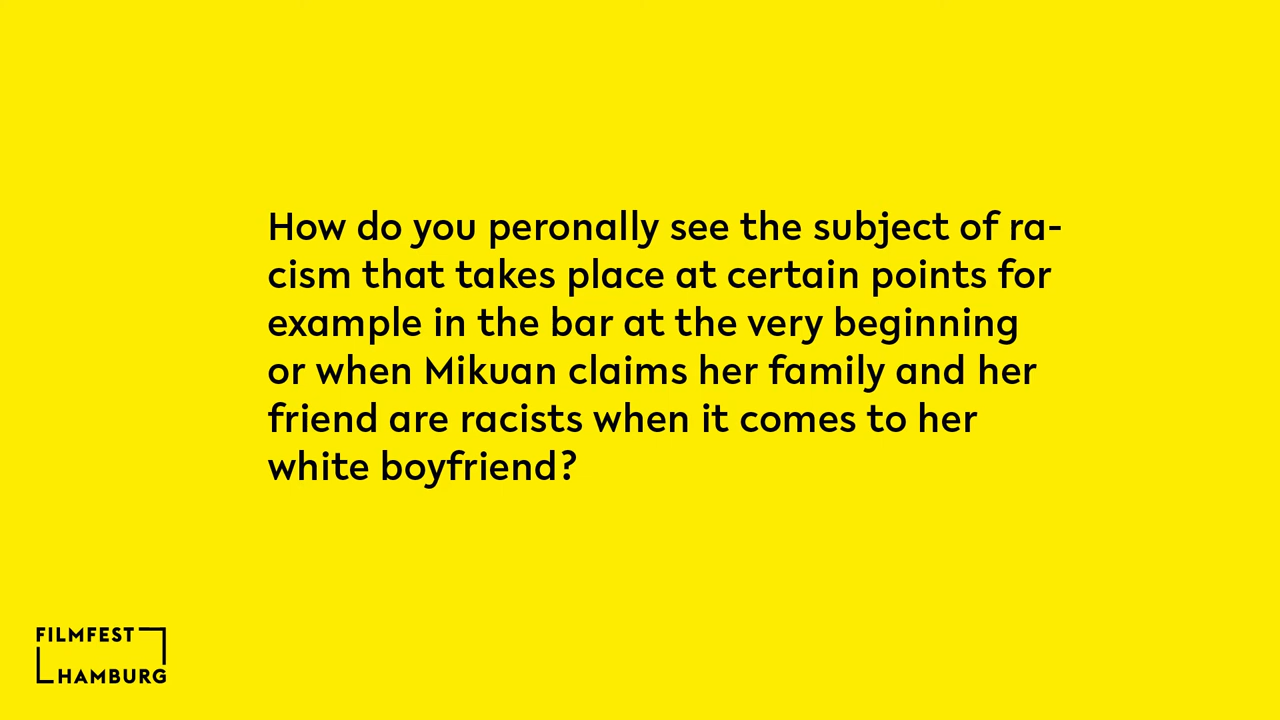 How do you peronally see the subject of ra-
cism that takes place at certain points for
example in the bar at the very beginning
or when Mikuan claims her family and her
friend are racists when it comes to her
white boyfriend?
FILMFEST
HAMBURG